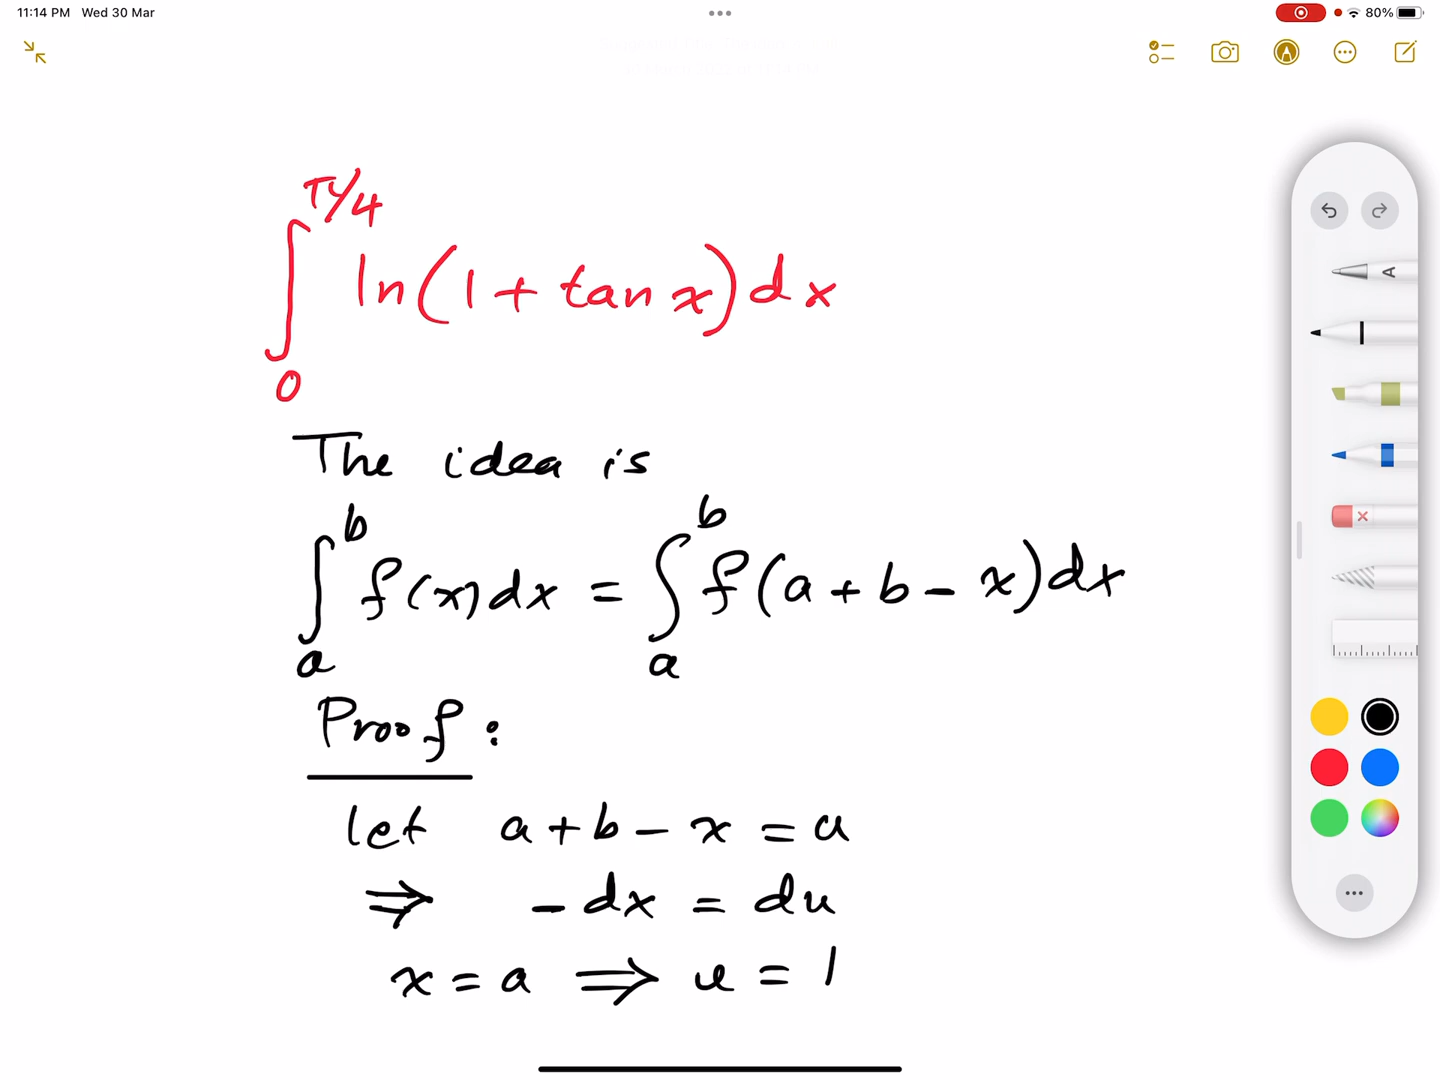 11:14 PM Wed 30 Mar
80%
π/4
∫ ln(1 + tan x) dx
0
The idea is
b b
∫ f(x) dx = ∫ f(a + b - x) dx
a a
Proof :
let a + b - x = u
⇒ - dx = du
x = a ⇒ u = l
A